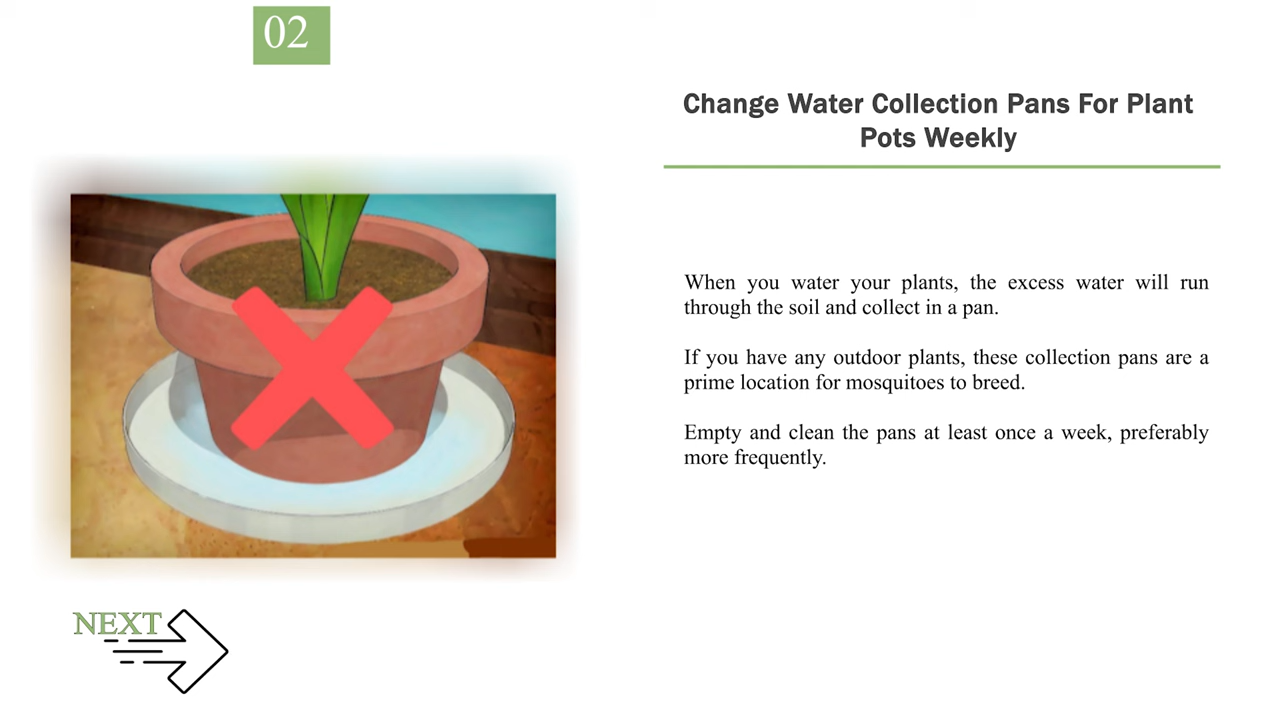 02
Change Water Collection Pans For Plant
Pots Weekly
When you water your plants, the excess water will run
through the soil and collect in a pan.
If you have any outdoor plants, these collection pans are a
prime location for mosquitoes to breed.
Empty and clean the pans at least once a week, preferably
more frequently.
NEXT